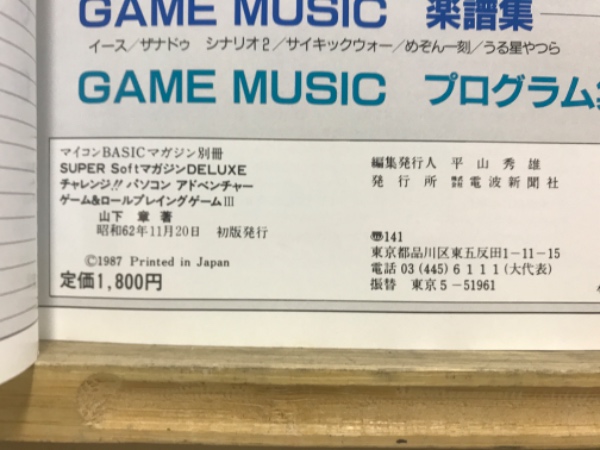 GAME MUSIC 楽譜集
イース／ザナドゥ シナリオ2／サイキックウォー／めぞん一刻／うる星やつら
GAME MUSIC プログラム集
マイコンBASICマガジン別冊
SUPER SoftマガジンDELUXE
チャレンジ!! パソコン アドベンチャー
ゲーム&ロールプレイングゲームIII
山下 章 著
昭和62年11月20日 初版発行
©1987 Printed in Japan
定価1,800円
編集発行人 平山秀雄
発行所 株式会社 電波新聞社
〠141
東京都品川区東五反田1-11-15
電話03(445)6111(大代表)
振替 東京5-51961